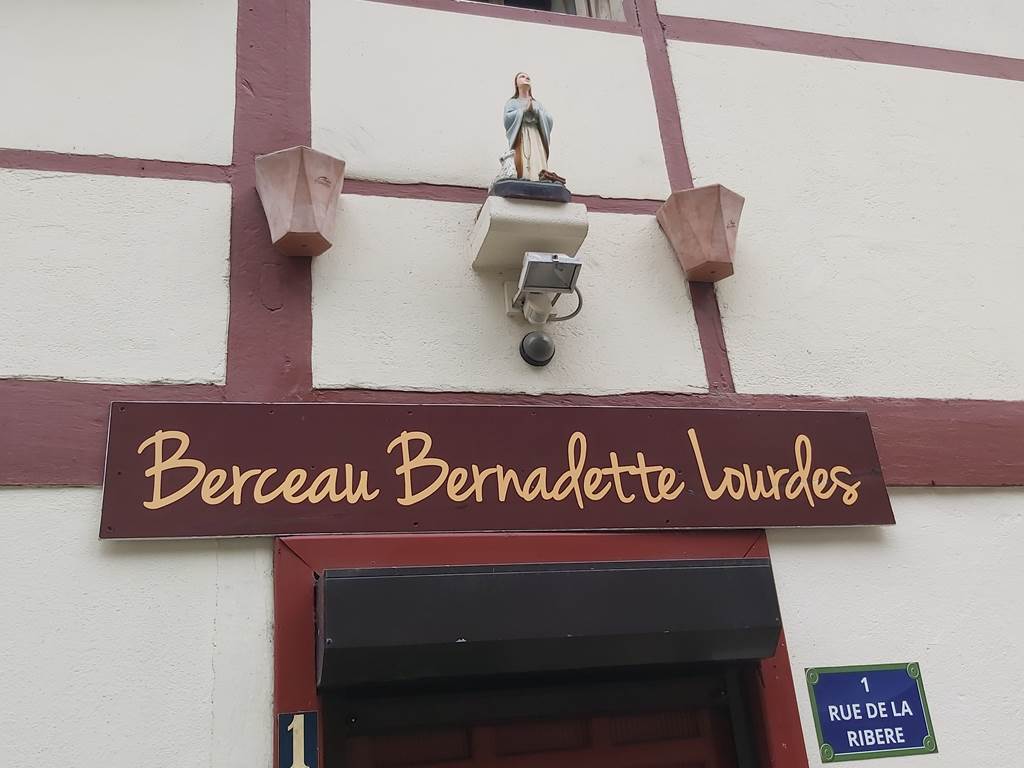 Berceau Bernadette Lourdes
1
RUE DE LA
RIBERE
1